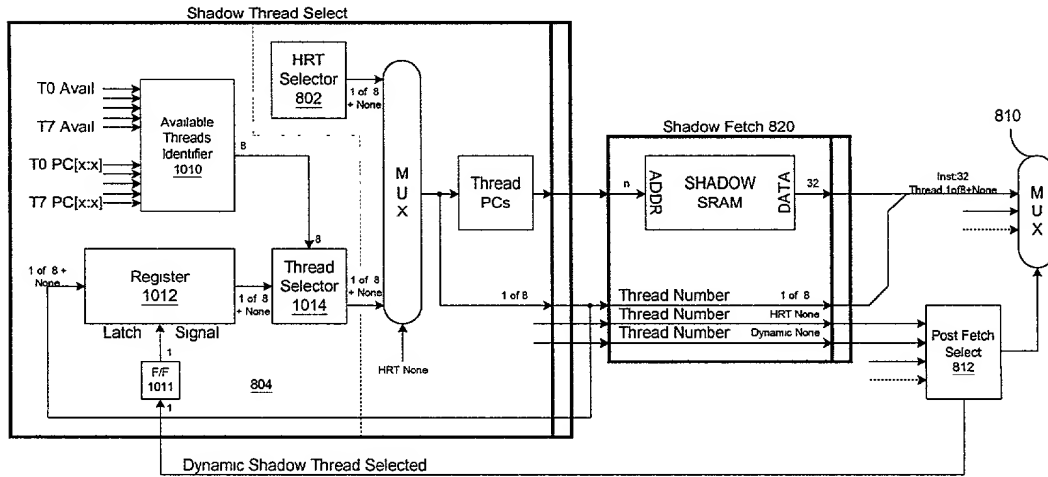 Shadow Thread Select
HRT
Selector
802
1 of 8
+ None
T0 Avail
T7 Avail
T0 PC[x:x]
T7 PC[x:x]
Available
Threads
Identifier
1010
8
8
MUX
Thread
PCs
Shadow Fetch 820
n
ADDR
SHADOW
SRAM
DATA
32
Inst:32
Thread,1of8+None
810
MUX
1 of 8 +
None
Register
1012
Latch
Signal
1 of 8
+ None
Thread
Selector
1014
1 of 8
+ None
1 of 8
Thread Number
1 of 8
Thread Number
HRT None
Thread Number
Dynamic None
Post Fetch
Select
812
1
F/F
1011
1
804
HRT None
Dynamic Shadow Thread Selected